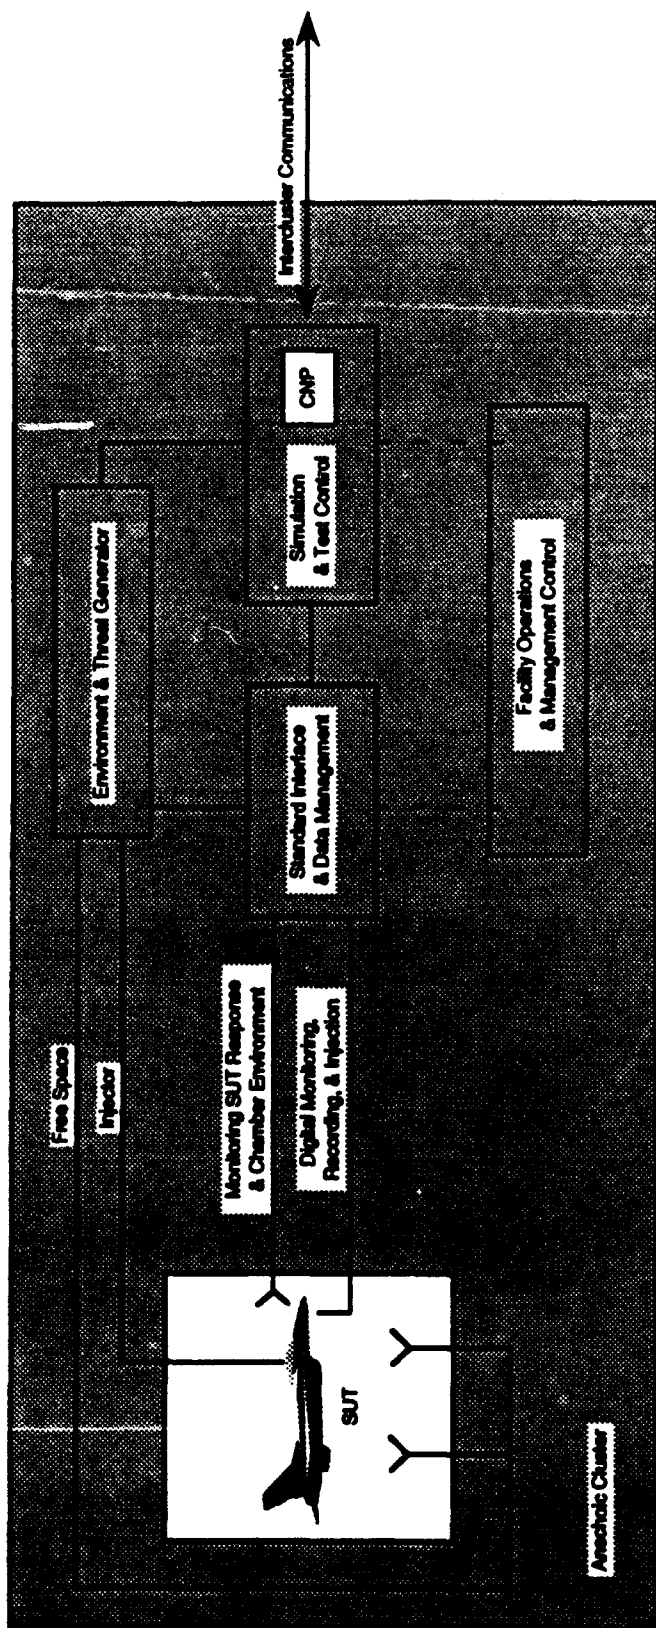 Intercluster Communications
Free Space
Injector
Environment & Threat Generator
Monitoring SUT Response
& Chamber Environment
Digital Monitoring,
Recording, & Injection
Standard Interface
& Data Management
Simulation
& Test Control
CNP
SUT
Facility Operations
& Management Control
Anechoic Cluster